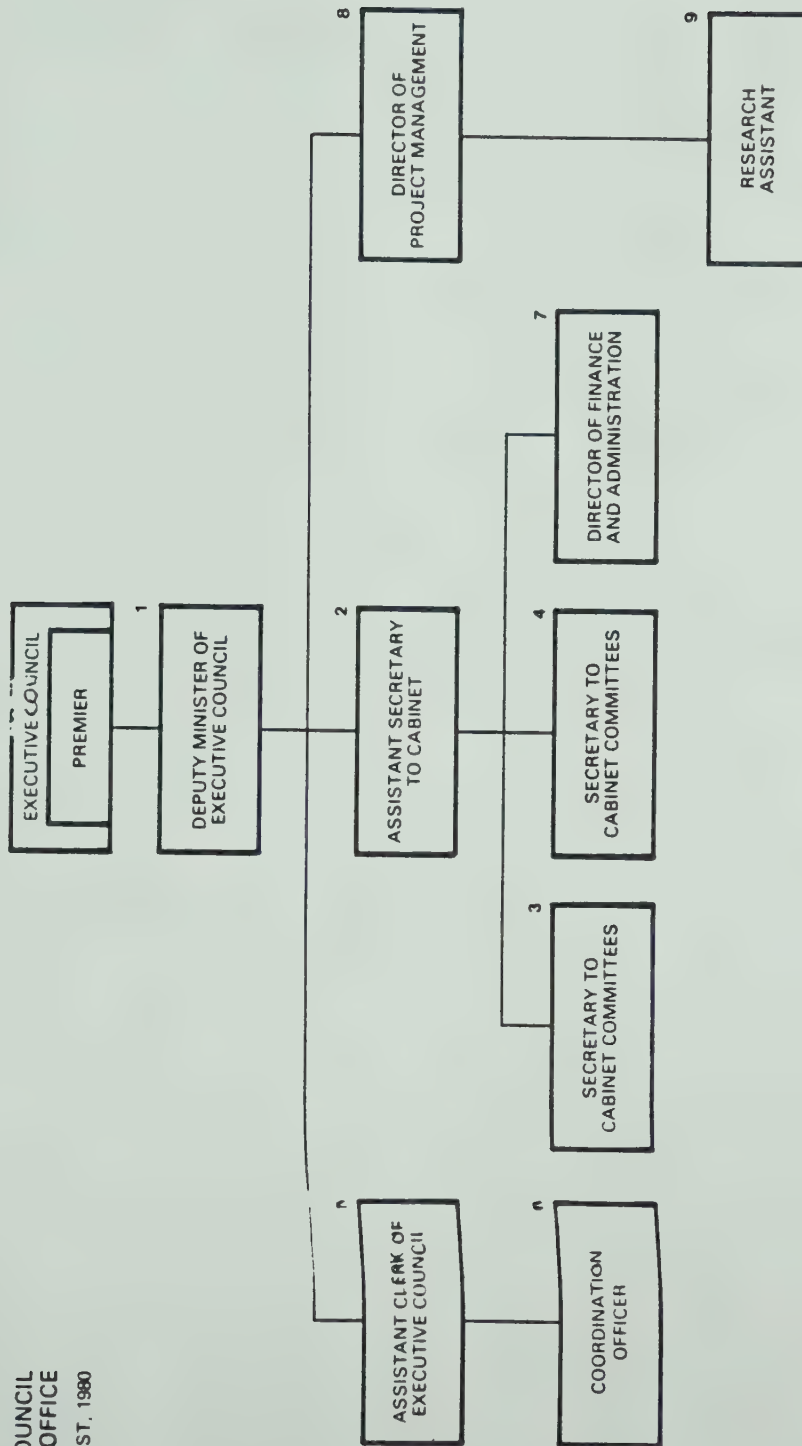 OUNCIL
OFFICE
ST, 1980
EXECUTIVE COUNCIL
PREMIER
1
DEPUTY MINISTER OF
EXECUTIVE COUNCIL
ASSISTANT CLERK OF
EXECUTIVE COUNCIL
2
ASSISTANT SECRETARY
TO CABINET
8
DIRECTOR OF
PROJECT MANAGEMENT
COORDINATION
OFFICER
3
SECRETARY TO
CABINET COMMITTEES
4
SECRETARY TO
CABINET COMMITTEES
7
DIRECTOR OF FINANCE
AND ADMINISTRATION
9
RESEARCH
ASSISTANT